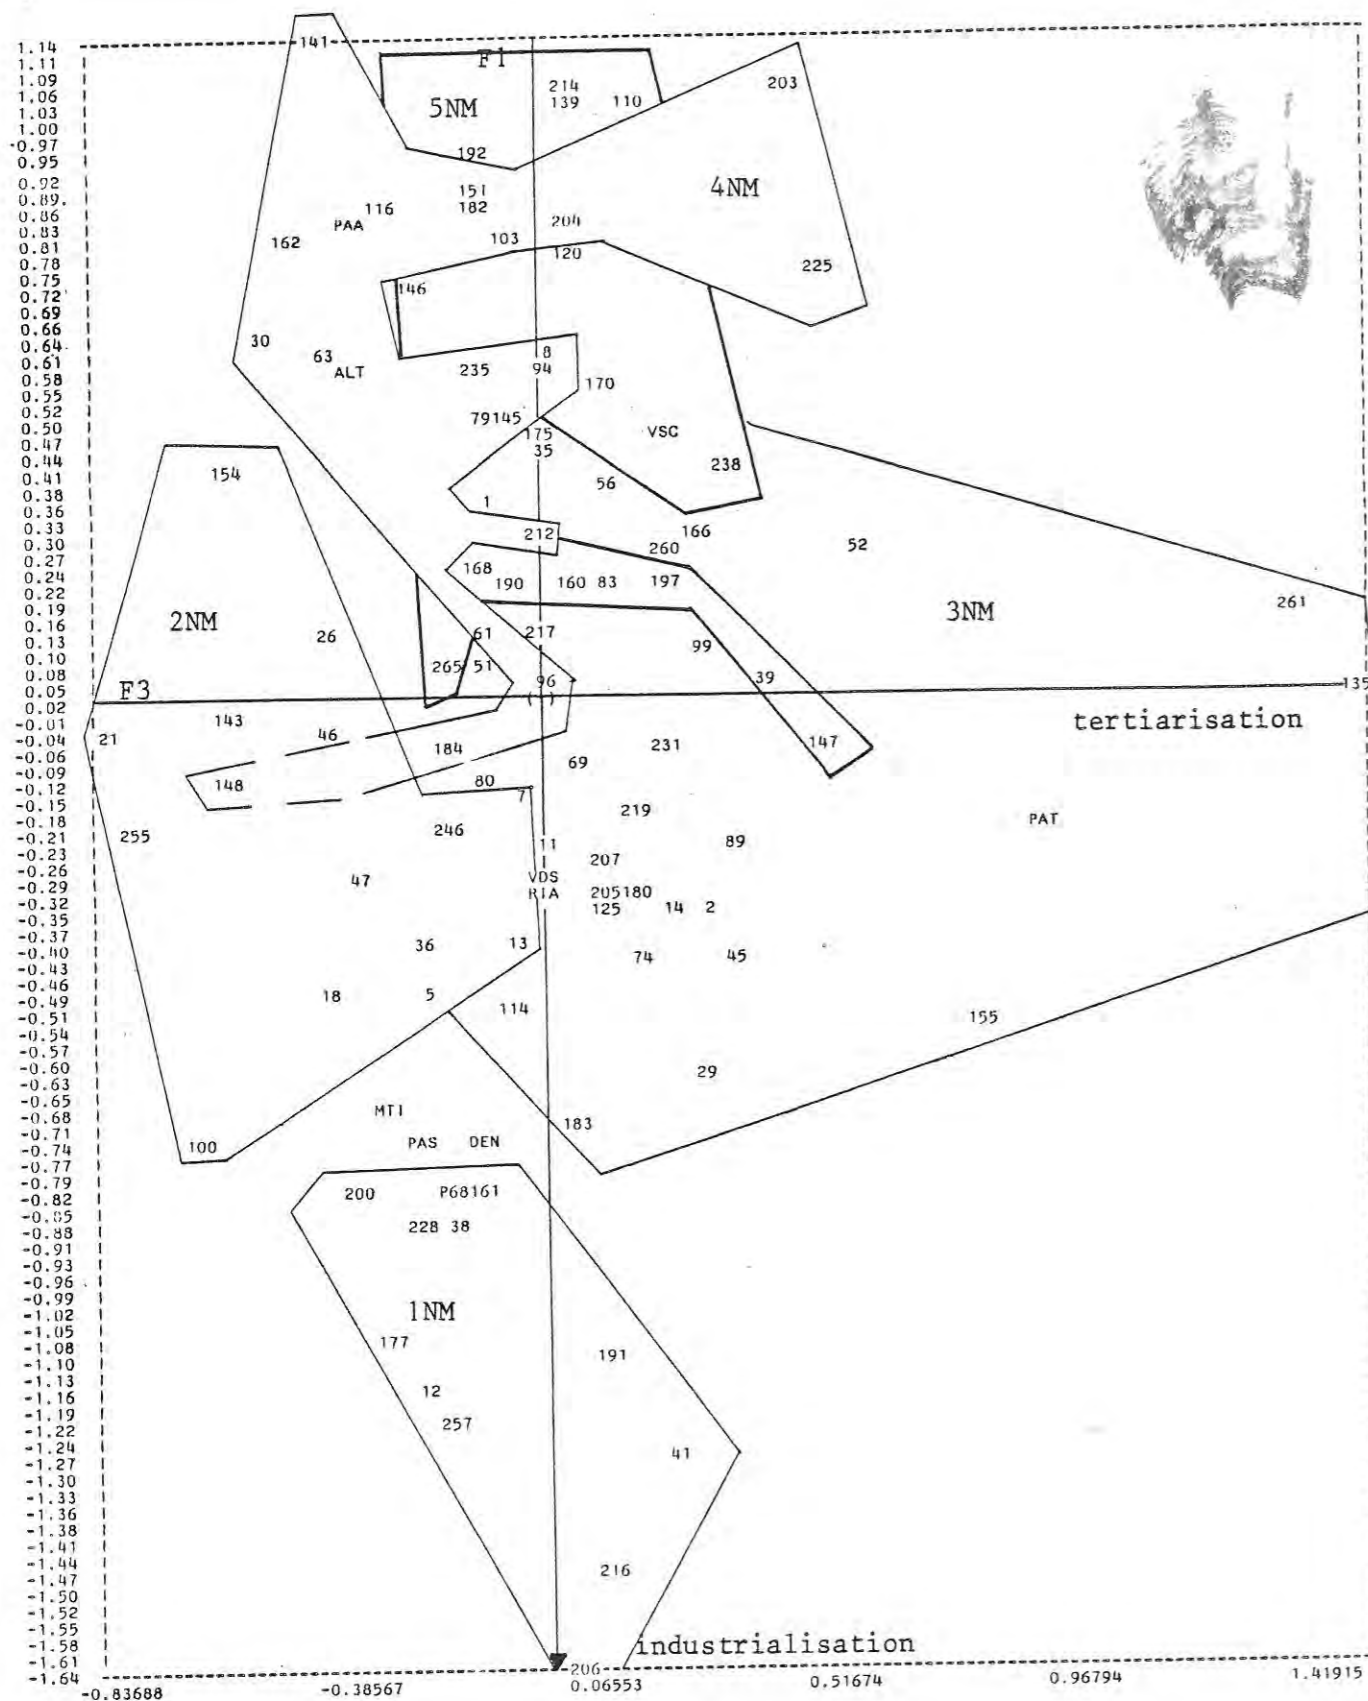 1.14 141
1.11 F1
1.09 214 203
1.06 5NM 139 110
1.03
1.00
-0.97 192
0.95
0.92 151 4NM
0.89 116 182
0.86 PAA 204
0.83 162 103
0.81 120
0.78 225
0.75 146
0.72
0.69
0.66
0.64 30 8
0.61 63 235 94
0.58 ALT 170
0.55
0.52 79145
0.50 175 VSC
0.47 35
0.44 154 238
0.41 56
0.38 1
0.36
0.33 212 166 52
0.30 260
0.27 168
0.24 190 160 83 197
0.22 261
0.19 3NM
0.16 2NM 26 61 217
0.13 99
0.10 265 51
0.08 96 39 135
0.05 F3
0.02 ( )
-0.01 143 tertiarisation
-0.04 21 46 184 231 147
-0.06 69
-0.09 148 80
-0.12 7
-0.15 219 PAT
-0.18 246
-0.21 255 11 89
-0.23 207
-0.26 47 VDS
-0.29 RIA 205180
-0.32 125 14 2
-0.35
-0.37 36 13
-0.40 74 45
-0.43
-0.46 18 5
-0.49 114 155
-0.51
-0.54
-0.57
-0.60 29
-0.63
-0.65 MTI
-0.68 183
-0.71 PAS DEN
-0.74 100
-0.77
-0.79 200 P68161
-0.82
-0.85 228 38
-0.88
-0.91
-0.93
-0.96
-0.99 1NM
-1.02
-1.05 177
-1.08 191
-1.10
-1.13 12
-1.16
-1.19 257
-1.22
-1.24 41
-1.27
-1.30
-1.33
-1.36
-1.38
-1.41
-1.44 216
-1.47
-1.50
-1.52
-1.55
-1.58 industrialisation
-1.61
-1.64 206
-0.83688 -0.38567 0.06553 0.51674 0.96794 1.41915